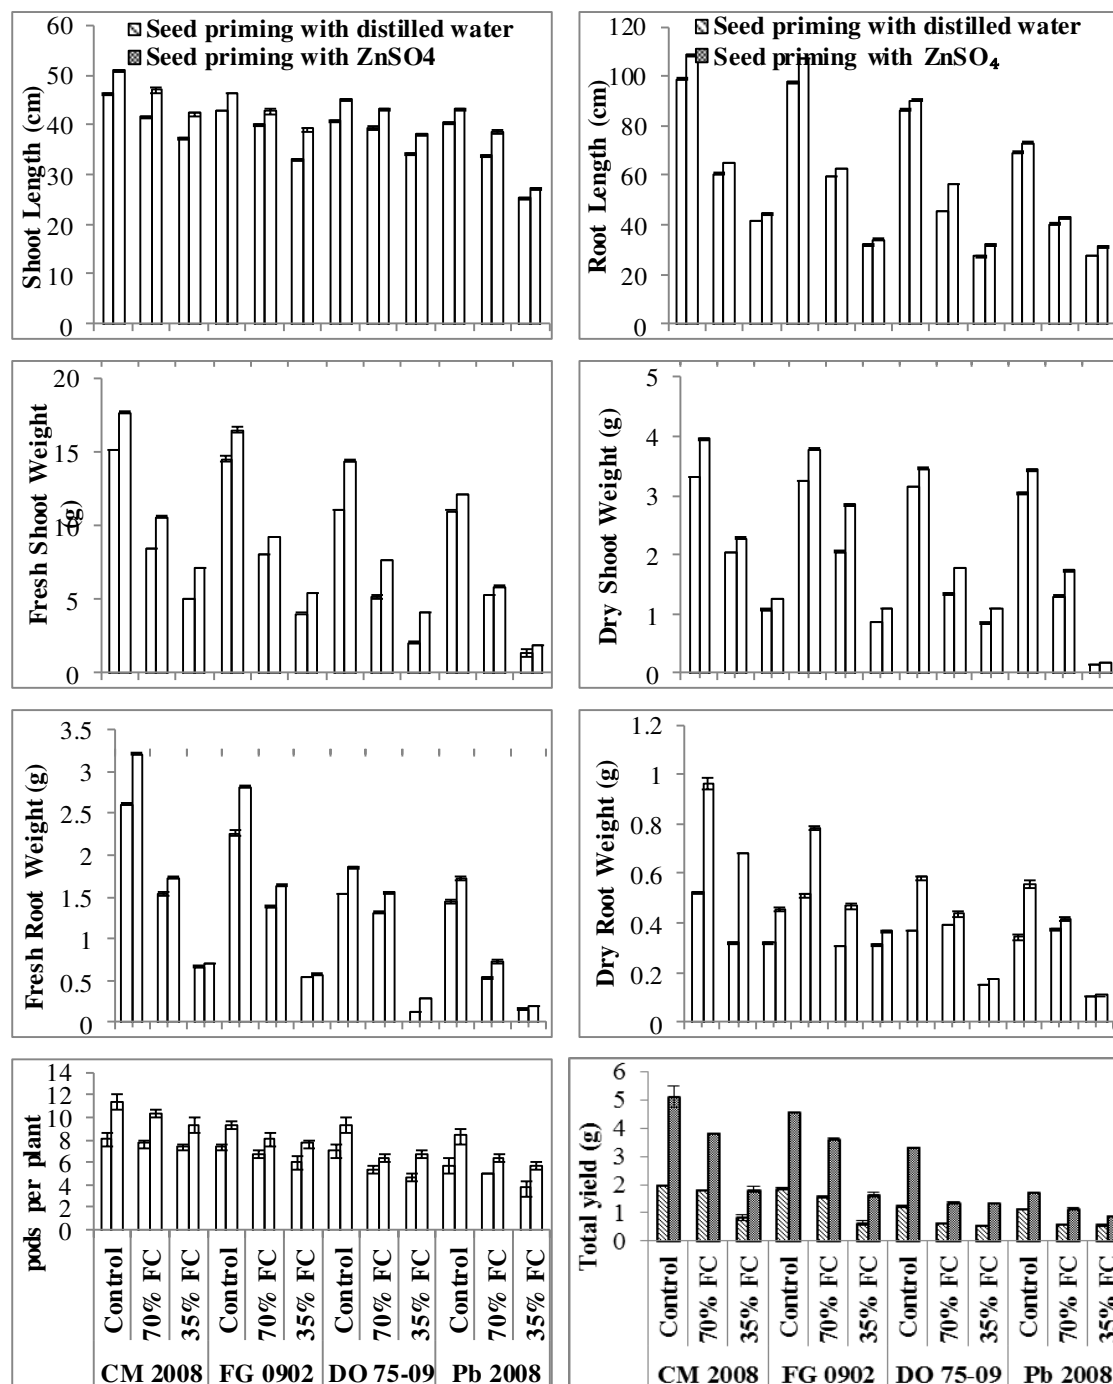 Seed priming with distilled water
Seed priming with ZnSO4
Shoot Length (cm)
60
50
40
30
20
10
0
Seed priming with distilled water
Seed priming with ZnSO₄
Root Length (cm)
120
100
80
60
40
20
0
Fresh Shoot Weight
(g)
20
15
10
5
0
Dry Shoot Weight (g)
5
4
3
2
1
0
Fresh Root Weight (g)
3.5
3
2.5
2
1.5
1
0.5
0
Dry Root Weight (g)
1.2
1
0.8
0.6
0.4
0.2
0
pods per plant
14
12
10
8
6
4
2
0
Control
70% FC
35% FC
Control
70% FC
35% FC
Control
70% FC
35% FC
Control
70% FC
35% FC
CM 2008
FG 0902
DO 75-09
Pb 2008
Total yield (g)
6
5
4
3
2
1
0
Control
70% FC
35% FC
Control
70% FC
35% FC
Control
70% FC
35% FC
Control
70% FC
35% FC
CM 2008
FG 0902
DO 75-09
Pb 2008